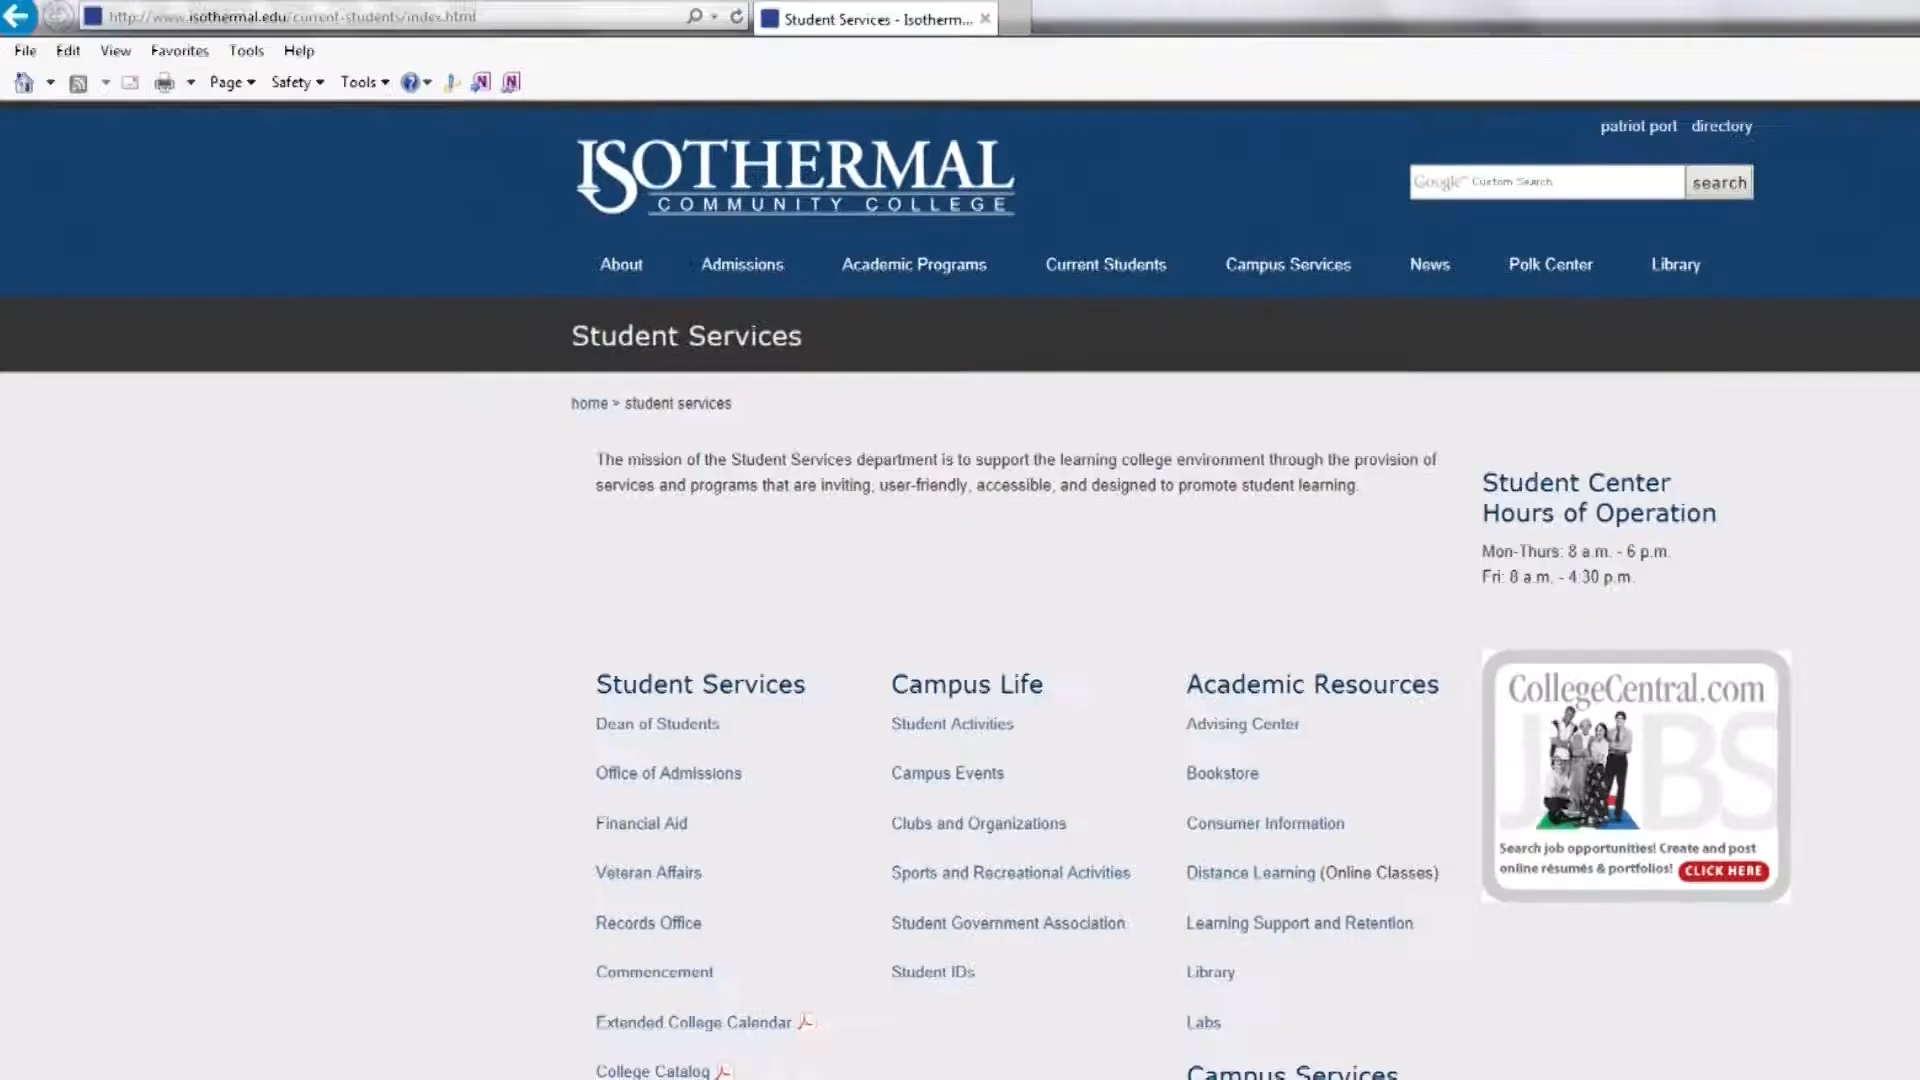 http://www.isothermal.edu/current-students/index.html
Student Services - Isotherm...
File Edit View Favorites Tools Help
Page Safety Tools
patriot port directory
ISOTHERMAL
COMMUNITY COLLEGE
Google™ Custom Search
search
About Admissions Academic Programs Current Students Campus Services News Polk Center Library
Student Services
home > student services
The mission of the Student Services department is to support the learning college environment through the provision of
services and programs that are inviting, user-friendly, accessible, and designed to promote student learning.
Student Center
Hours of Operation
Mon-Thurs: 8 a.m. - 6 p.m.
Fri: 8 a.m. - 4:30 p.m.
Student Services
Dean of Students
Office of Admissions
Financial Aid
Veteran Affairs
Records Office
Commencement
Extended College Calendar
College Catalog
Campus Life
Student Activities
Campus Events
Clubs and Organizations
Sports and Recreational Activities
Student Government Association
Student IDs
Academic Resources
Advising Center
Bookstore
Consumer Information
Distance Learning (Online Classes)
Learning Support and Retention
Library
Labs
Campus Services
CollegeCentral.com
JOBS
Search job opportunities! Create and post
online résumés & portfolios! CLICK HERE